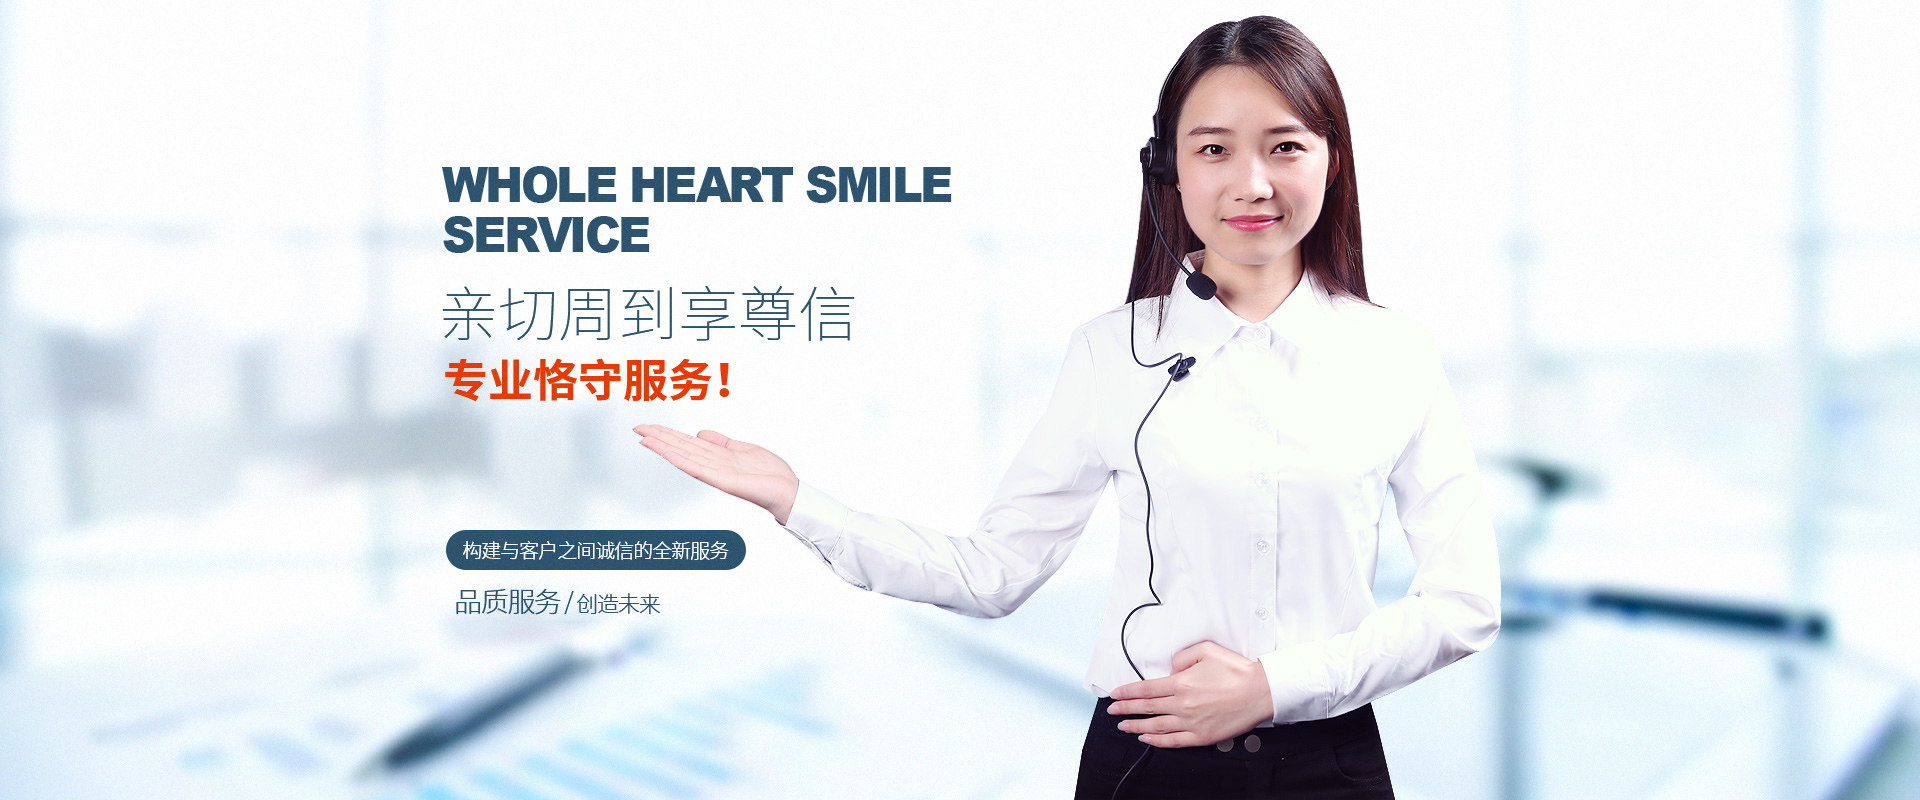 WHOLE HEART SMILE
SERVICE
亲切周到享尊信
专业恪守服务！
构建与客户之间诚信的全新服务
品质服务/创造未来